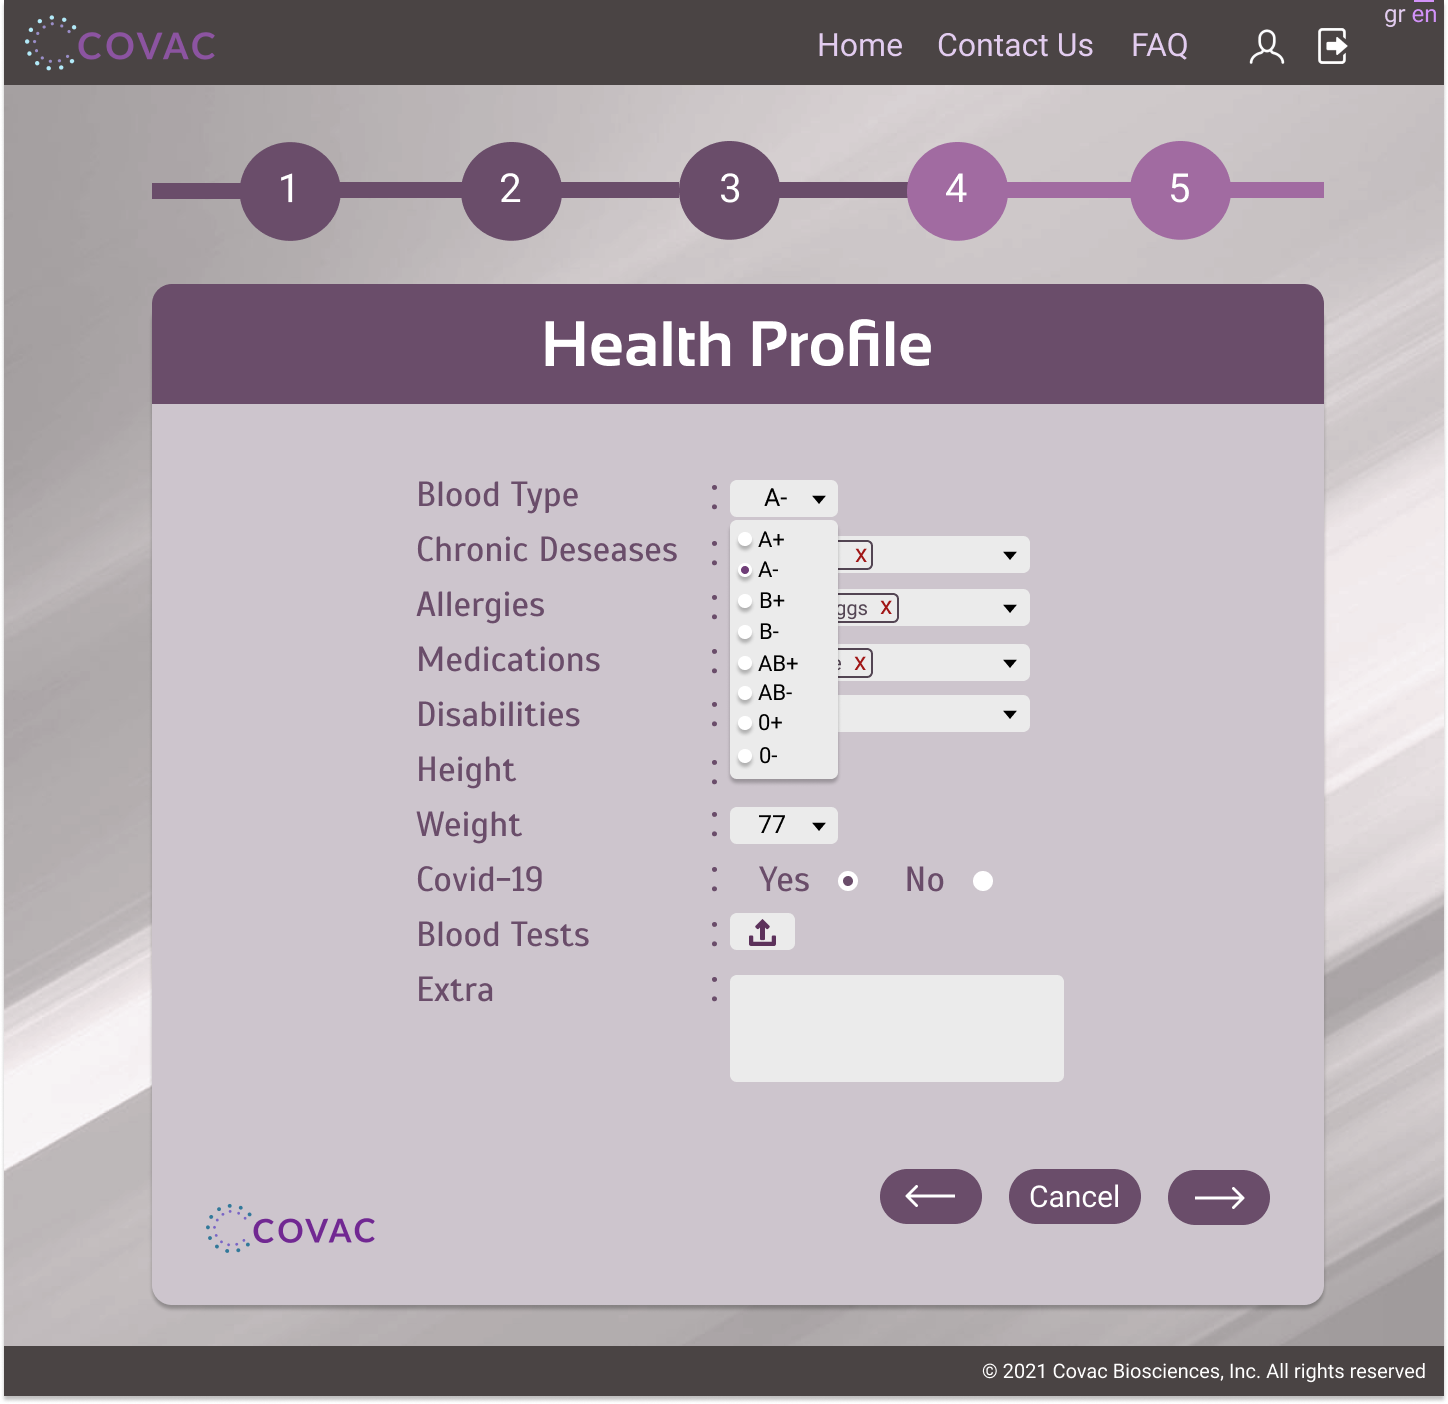 gr en
COVAC
Home Contact Us FAQ
1 2 3 4 5
Health Profile
Blood Type : A-
A+
Chronic Deseases : X
A-
Allergies : B+ ggs X
B-
Medications : AB+ e X
AB-
Disabilities : 0+
0-
Height :
Weight : 77
Covid-19 : Yes No
Blood Tests :
Extra :
Cancel
COVAC
© 2021 Covac Biosciences, Inc. All rights reserved